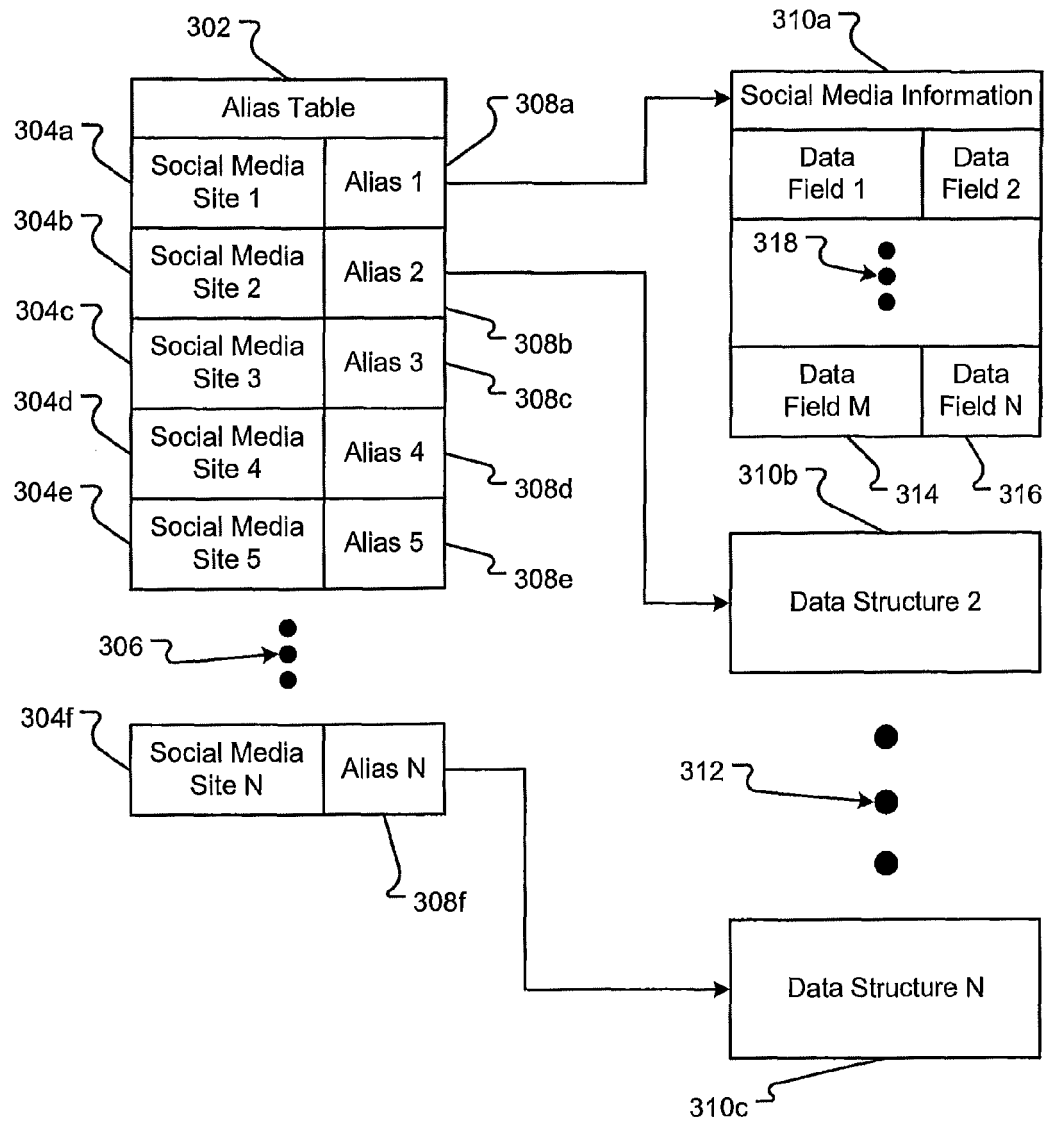 302
310a
Alias Table
308a
Social Media Information
304a
Social Media
Site 1
Alias 1
Data
Field 1
Data
Field 2
304b
Social Media
Site 2
Alias 2
318
304c
308b
Social Media
Site 3
Alias 3
308c
Data
Field M
Data
Field N
304d
Social Media
Site 4
Alias 4
308d
310b
314
316
304e
Social Media
Site 5
Alias 5
308e
Data Structure 2
306
304f
Social Media
Site N
Alias N
312
308f
Data Structure N
310c